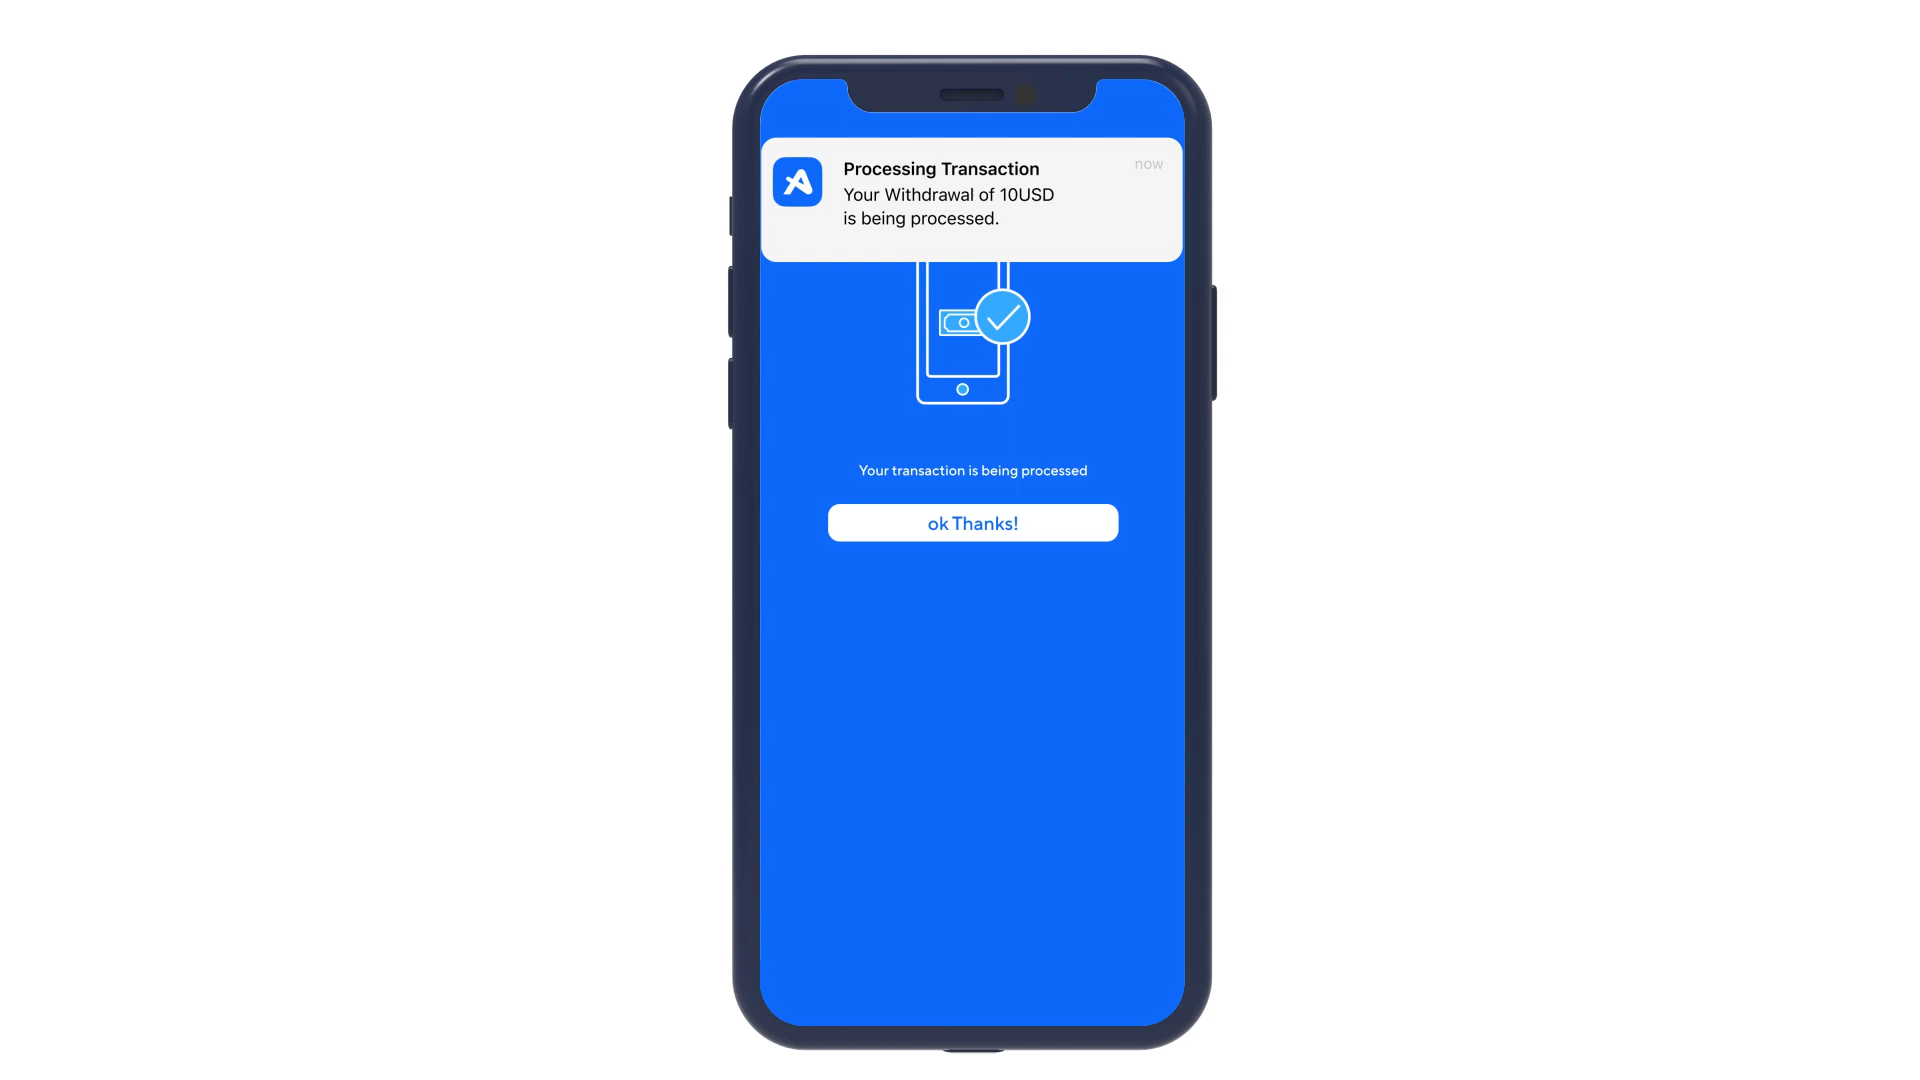 Processing Transaction
now
Your Withdrawal of 10USD
is being processed.
Your transaction is being processed
ok Thanks!